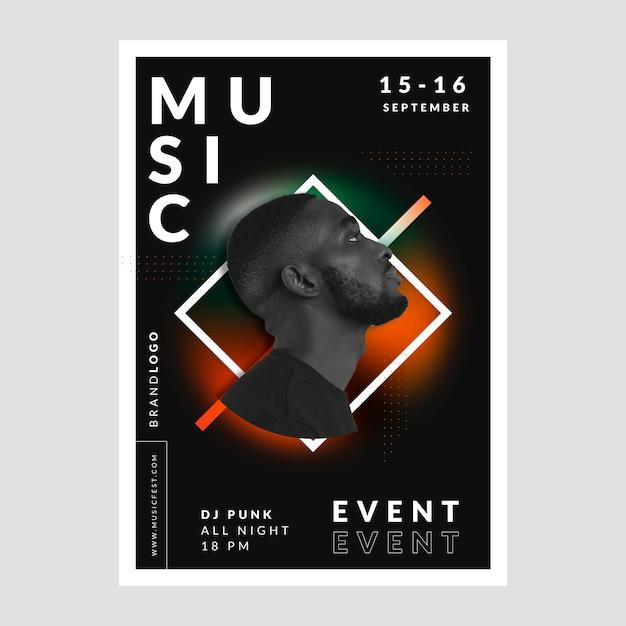 MU
SI
C
15-16
SEPTEMBER
BRANDLOGO
WWW.MUSICFEST.COM
DJ PUNK
ALL NIGHT
18 PM
EVENT
EVENT